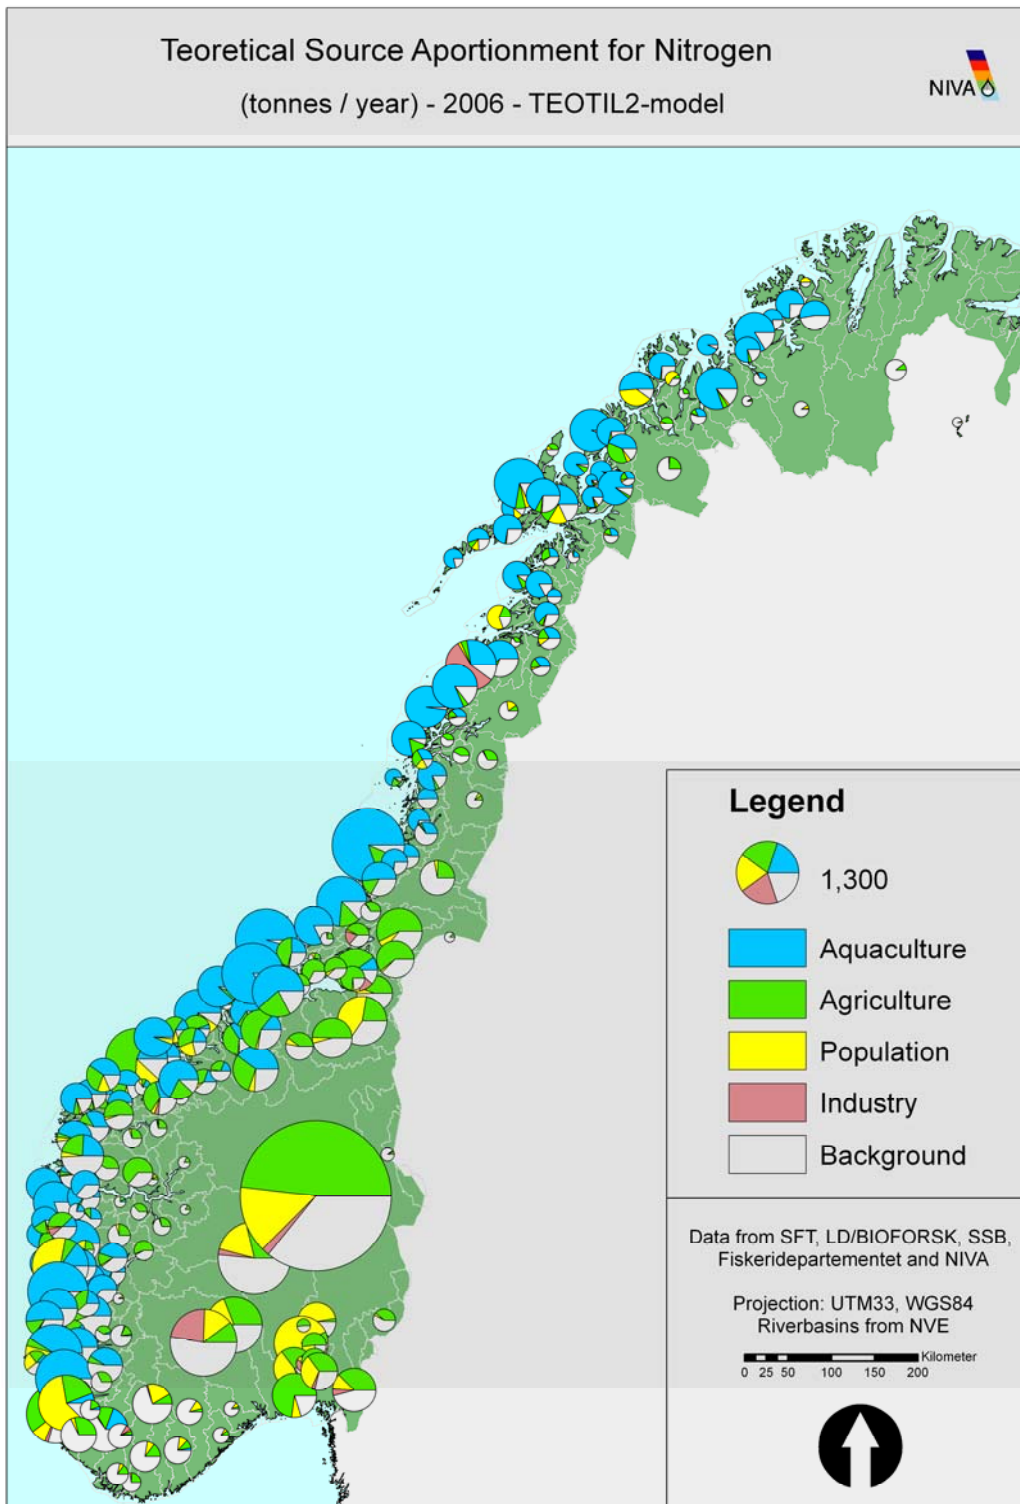 Teoretical Source Aportionment for Nitrogen
(tonnes / year) - 2006 - TEOTIL2-model
NIVA
Legend
1,300
Aquaculture
Agriculture
Population
Industry
Background
Data from SFT, LD/BIOFORSK, SSB,
Fiskeridepartementet and NIVA
Projection: UTM33, WGS84
Riverbasins from NVE
Kilometer
0 25 50 100 150 200